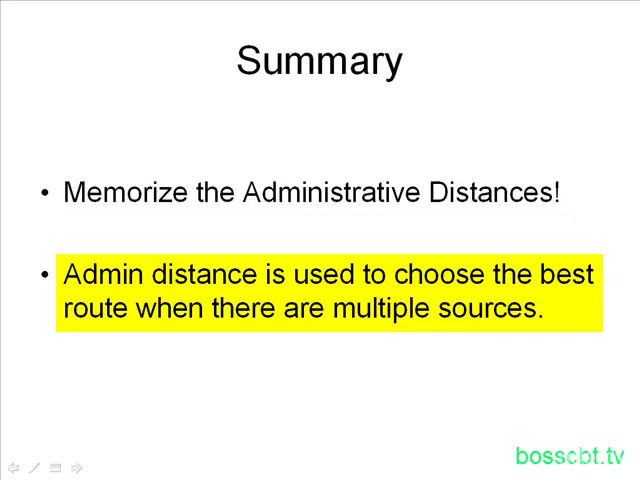 Summary
• Memorize the Administrative Distances!
• Admin distance is used to choose the best
route when there are multiple sources.
bosscbt.tv